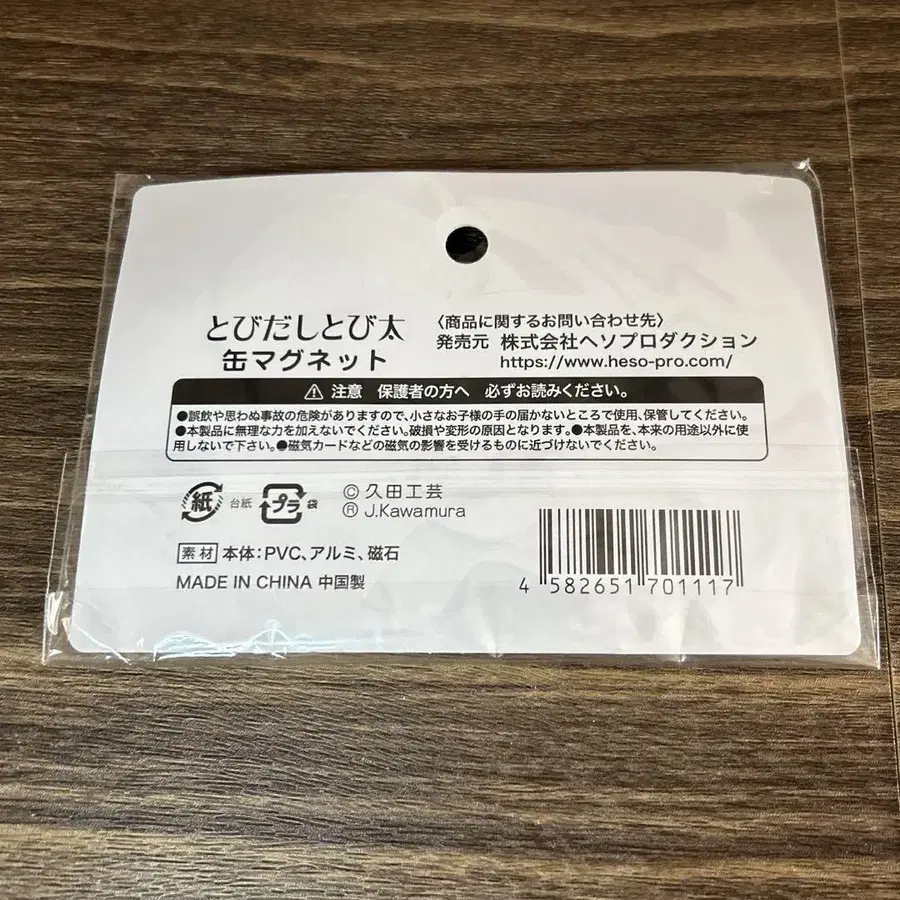 とびだしとび太
缶マグネット
〈商品に関するお問い合わせ先〉
発売元 株式会社ヘソプロダクション
https://www.heso-pro.com/
注意 保護者の方へ 必ずお読みください。
●誤飲や思わぬ事故の危険がありますので、小さなお子様の手の届かないところで使用、保管してください。
●本製品に無理な力を加えないでください。破損や変形の原因となります。●本製品を、本来の用途以外に使
用しないで下さい。●磁気カードなどの磁気の影響を受けるものに近づけないでください。
紙 台紙 プラ 袋
©久田工芸
®J.Kawamura
素材 本体:PVC、アルミ、磁石
MADE IN CHINA 中国製
4 582651 701117